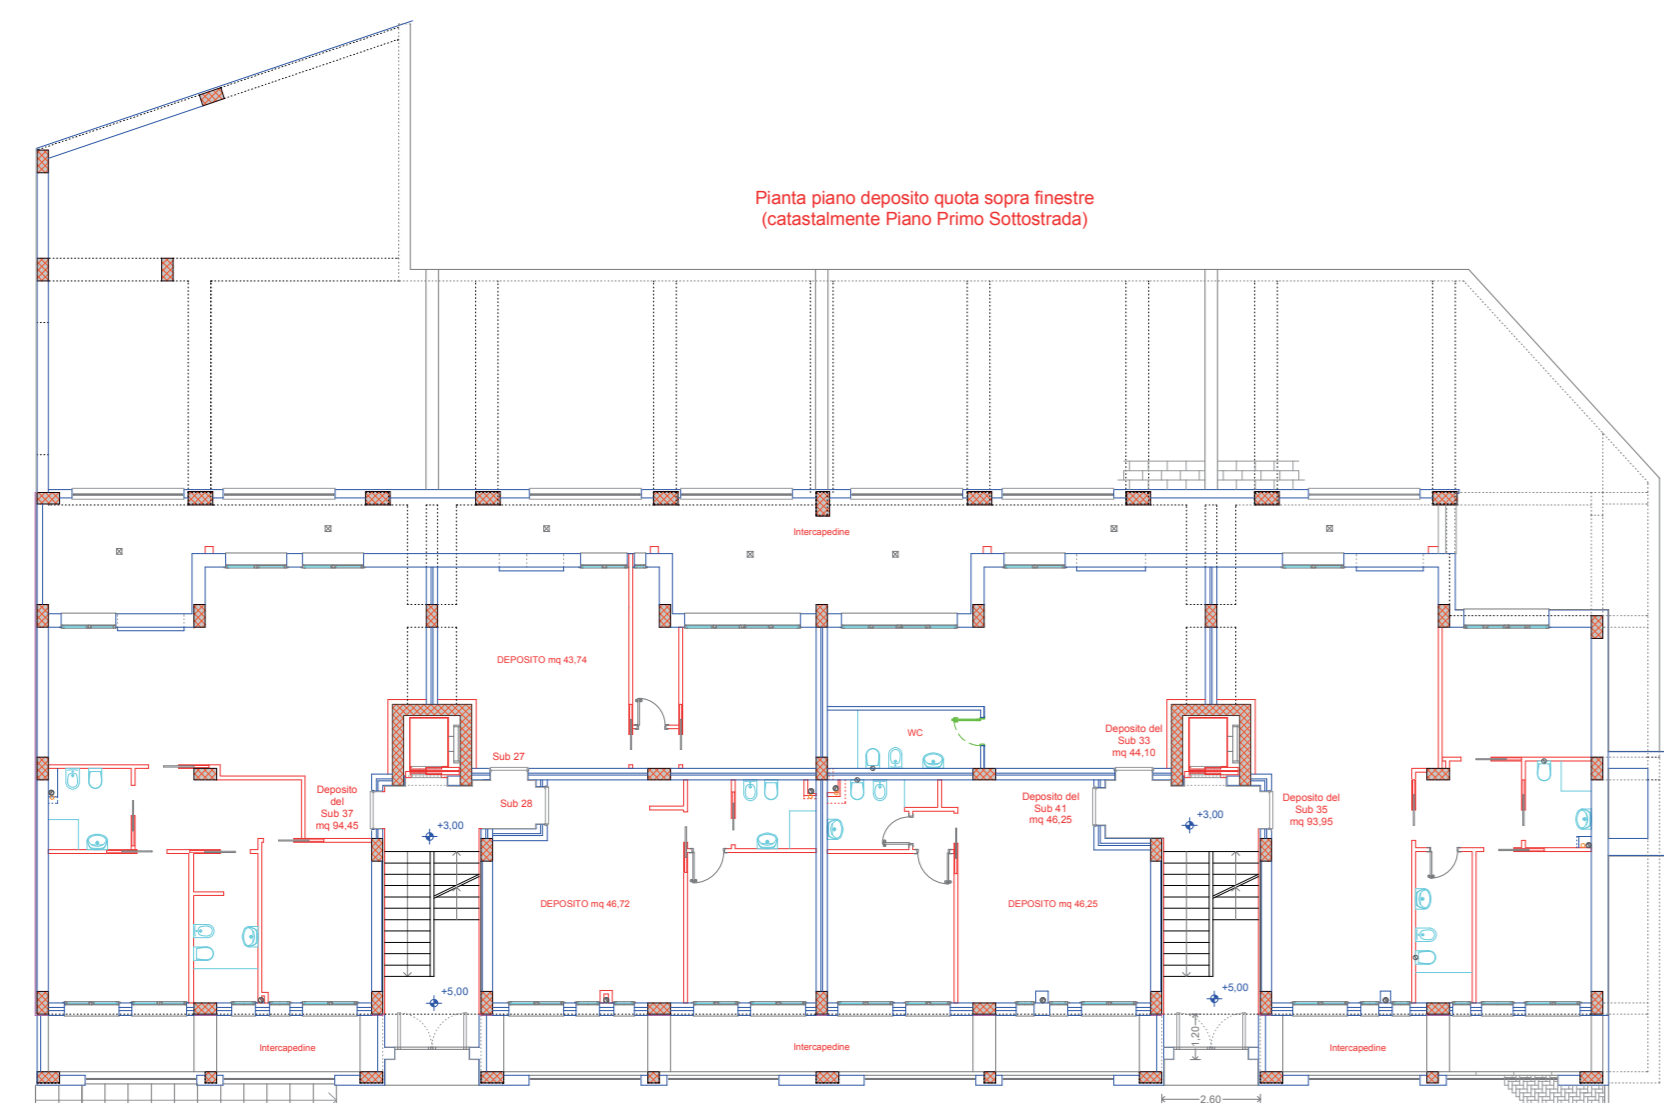 Pianta piano deposito quota sopra finestre
(catastalmente Piano Primo Sottostrada)
Intercapedine
DEPOSITO mq 43,74
WC
Deposito del
Sub 33
mq 44,10
Sub 27
Deposito
del
Sub 37
mq 94,45
Sub 28
Deposito del
Sub 41
mq 46,25
Deposito del
Sub 35
mq 93,95
+3,00
+3,00
DEPOSITO mq 46,72
DEPOSITO mq 46,25
+5,00
+5,00
1,20
Intercapedine
Intercapedine
Intercapedine
2,60